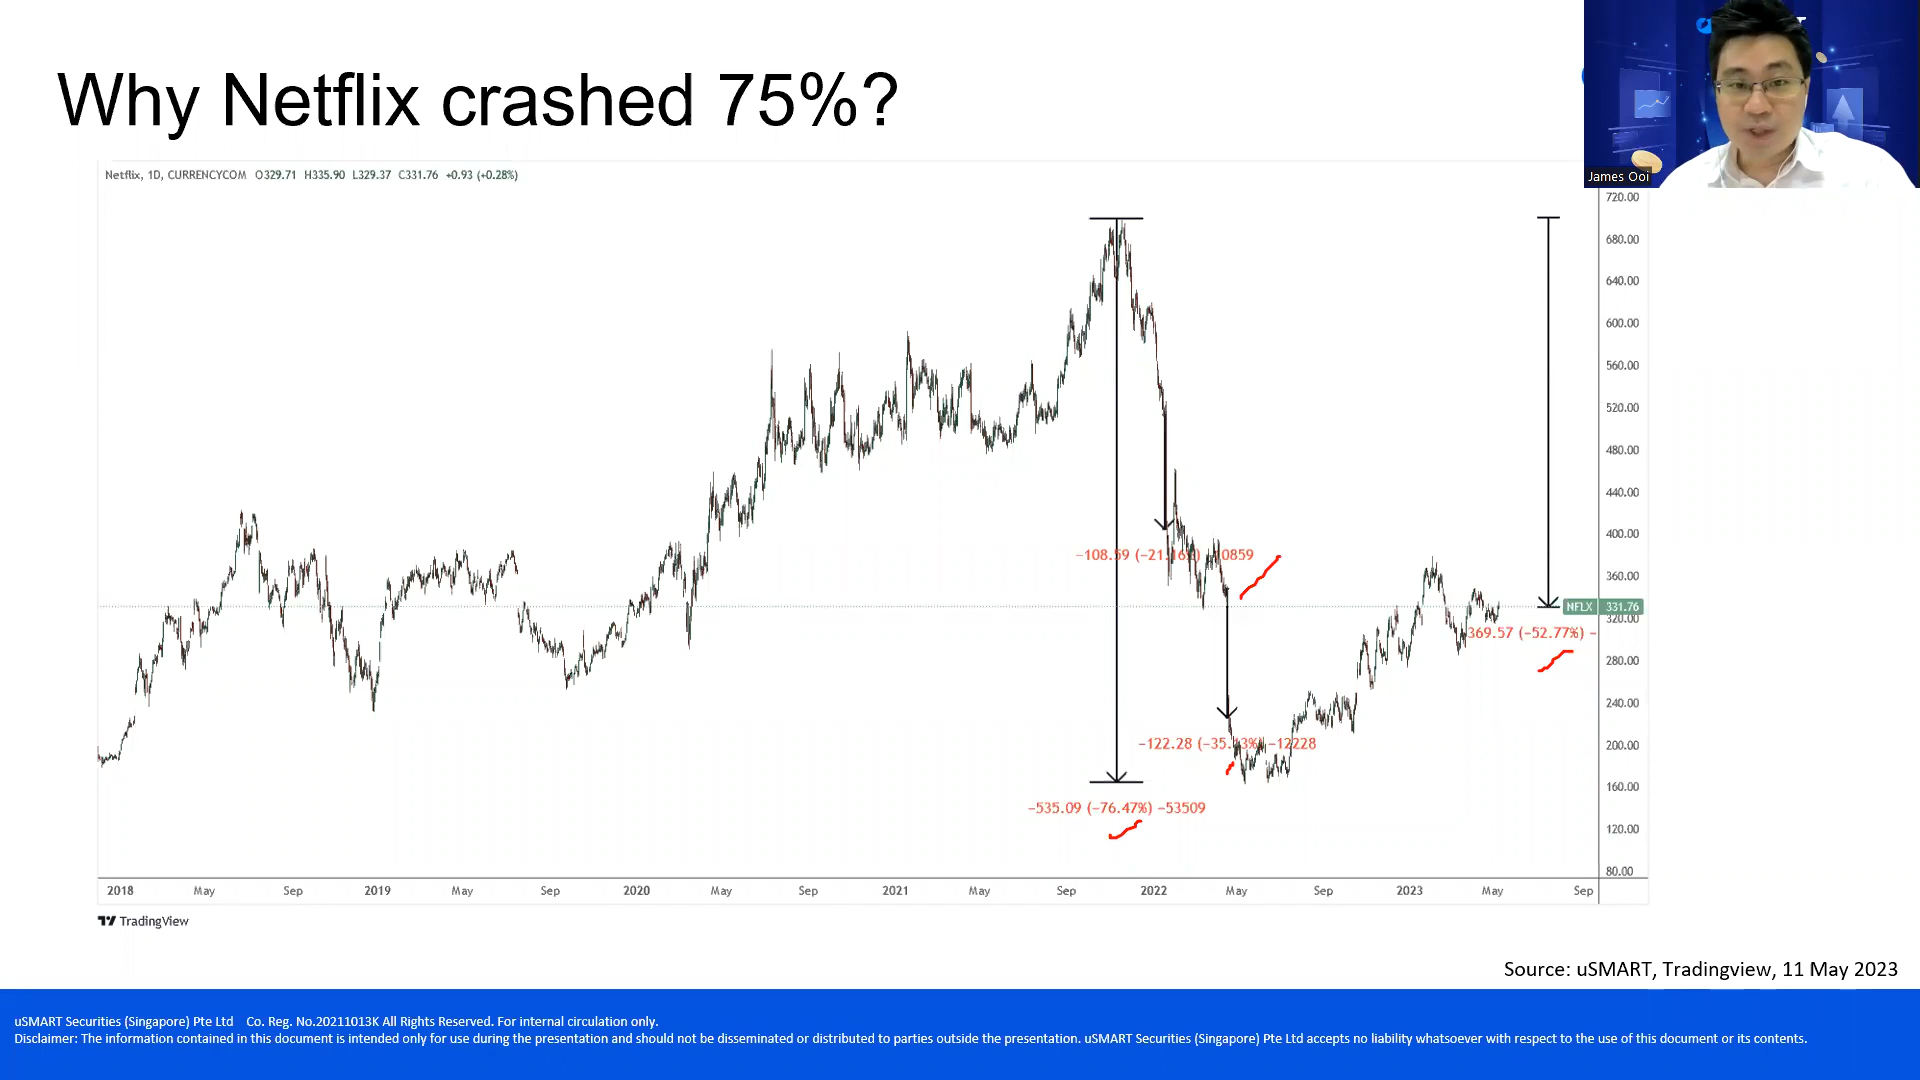 Why Netflix crashed 75%?
James Ooi
Netflix, 1D, CURRENCYCOM O329.71 H335.90 L329.37 C331.76 +0.93 (+0.28%)
720.00
680.00
640.00
600.00
560.00
520.00
480.00
440.00
400.00
360.00
NFLX 331.76
320.00
280.00
240.00
200.00
160.00
120.00
80.00
−108.59 (−21.16%) −10859
369.57 (−52.77%) −
−122.28 (−35.13%) −12228
−535.09 (−76.47%) −53509
2018 May Sep 2019 May Sep 2020 May Sep 2021 May Sep 2022 May Sep 2023 May Sep
TradingView
Source: uSMART, Tradingview, 11 May 2023
uSMART Securities (Singapore) Pte Ltd Co. Reg. No.20211013K All Rights Reserved. For internal circulation only.
Disclaimer: The information contained in this document is intended only for use during the presentation and should not be disseminated or distributed to parties outside the presentation. uSMART Securities (Singapore) Pte Ltd accepts no liability whatsoever with respect to the use of this document or its contents.